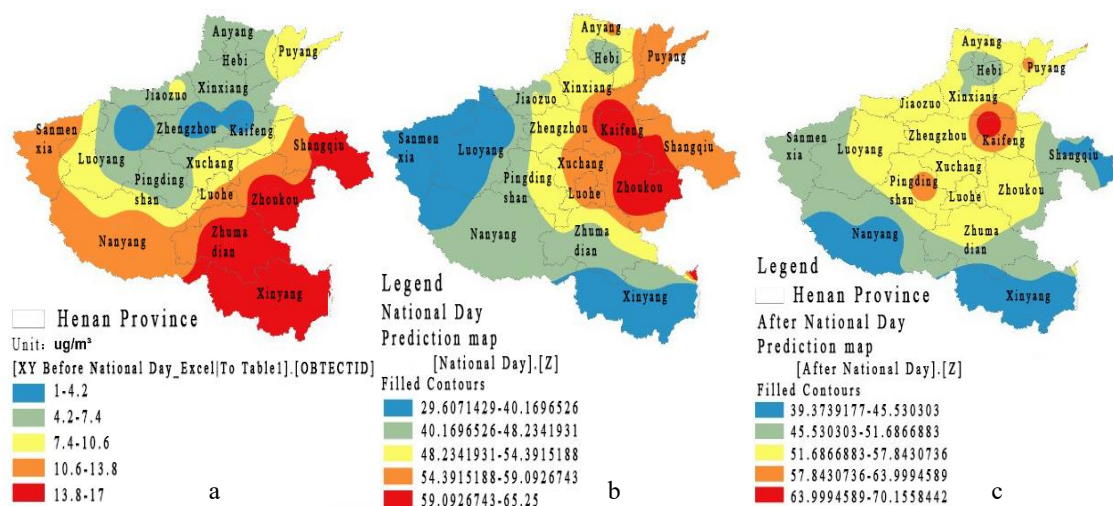 Anyang
Puyang
Hebi
Xinxiang
Jiaozuo
Sanmen
xia
Zhengzhou
Kaifeng
Luoyang
Shangqiu
Xuchang
Pingding
shan
Luohe
Zhoukou
Nanyang
Zhuma
dian
Xinyang
Henan Province
Unit: ug/m³
[XY Before National Day_Excel|To Table1].[OBTECTID]
1-4.2
4.2-7.4
7.4-10.6
10.6-13.8
13.8-17
a
Anyang
Puyang
Hebi
Xinxiang
Jiaozuo
Sanmen
xia
Luoyang
Zhengzhou
Kaifeng
Shangqiu
Xuchang
Pingding
shan
Luohe
Zhoukou
Nanyang
Zhuma
dian
Xinyang
Legend
National Day
Prediction map
[National Day].[Z]
Filled Contours
29.6071429-40.1696526
40.1696526-48.2341931
48.2341931-54.3915188
54.3915188-59.0926743
59.0926743-65.25
b
Anyang
Puyang
Hebi
Xinxiang
Jiaozuo
Sanmen
xia
Luoyang
Zhengzhou
Kaifeng
Shangqiu
Xuchang
Pingding
shan
Luohe
Zhoukou
Nanyang
Zhuma
dian
Xinyang
Legend
Henan Province
After National Day
Prediction map
[After National Day].[Z]
Filled Contours
39.3739177-45.530303
45.530303-51.6866883
51.6866883-57.8430736
57.8430736-63.9994589
63.9994589-70.1558442
c